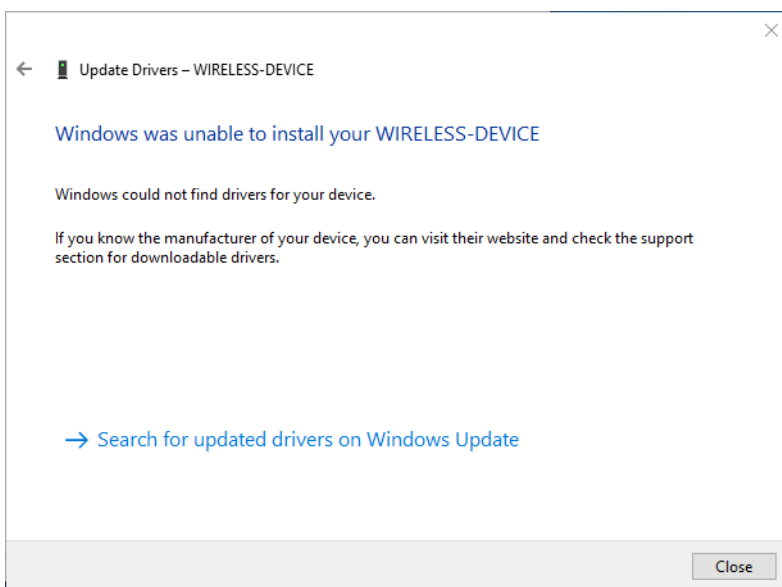 Update Drivers – WIRELESS-DEVICE
Windows was unable to install your WIRELESS-DEVICE
Windows could not find drivers for your device.
If you know the manufacturer of your device, you can visit their website and check the support
section for downloadable drivers.
Search for updated drivers on Windows Update
Close